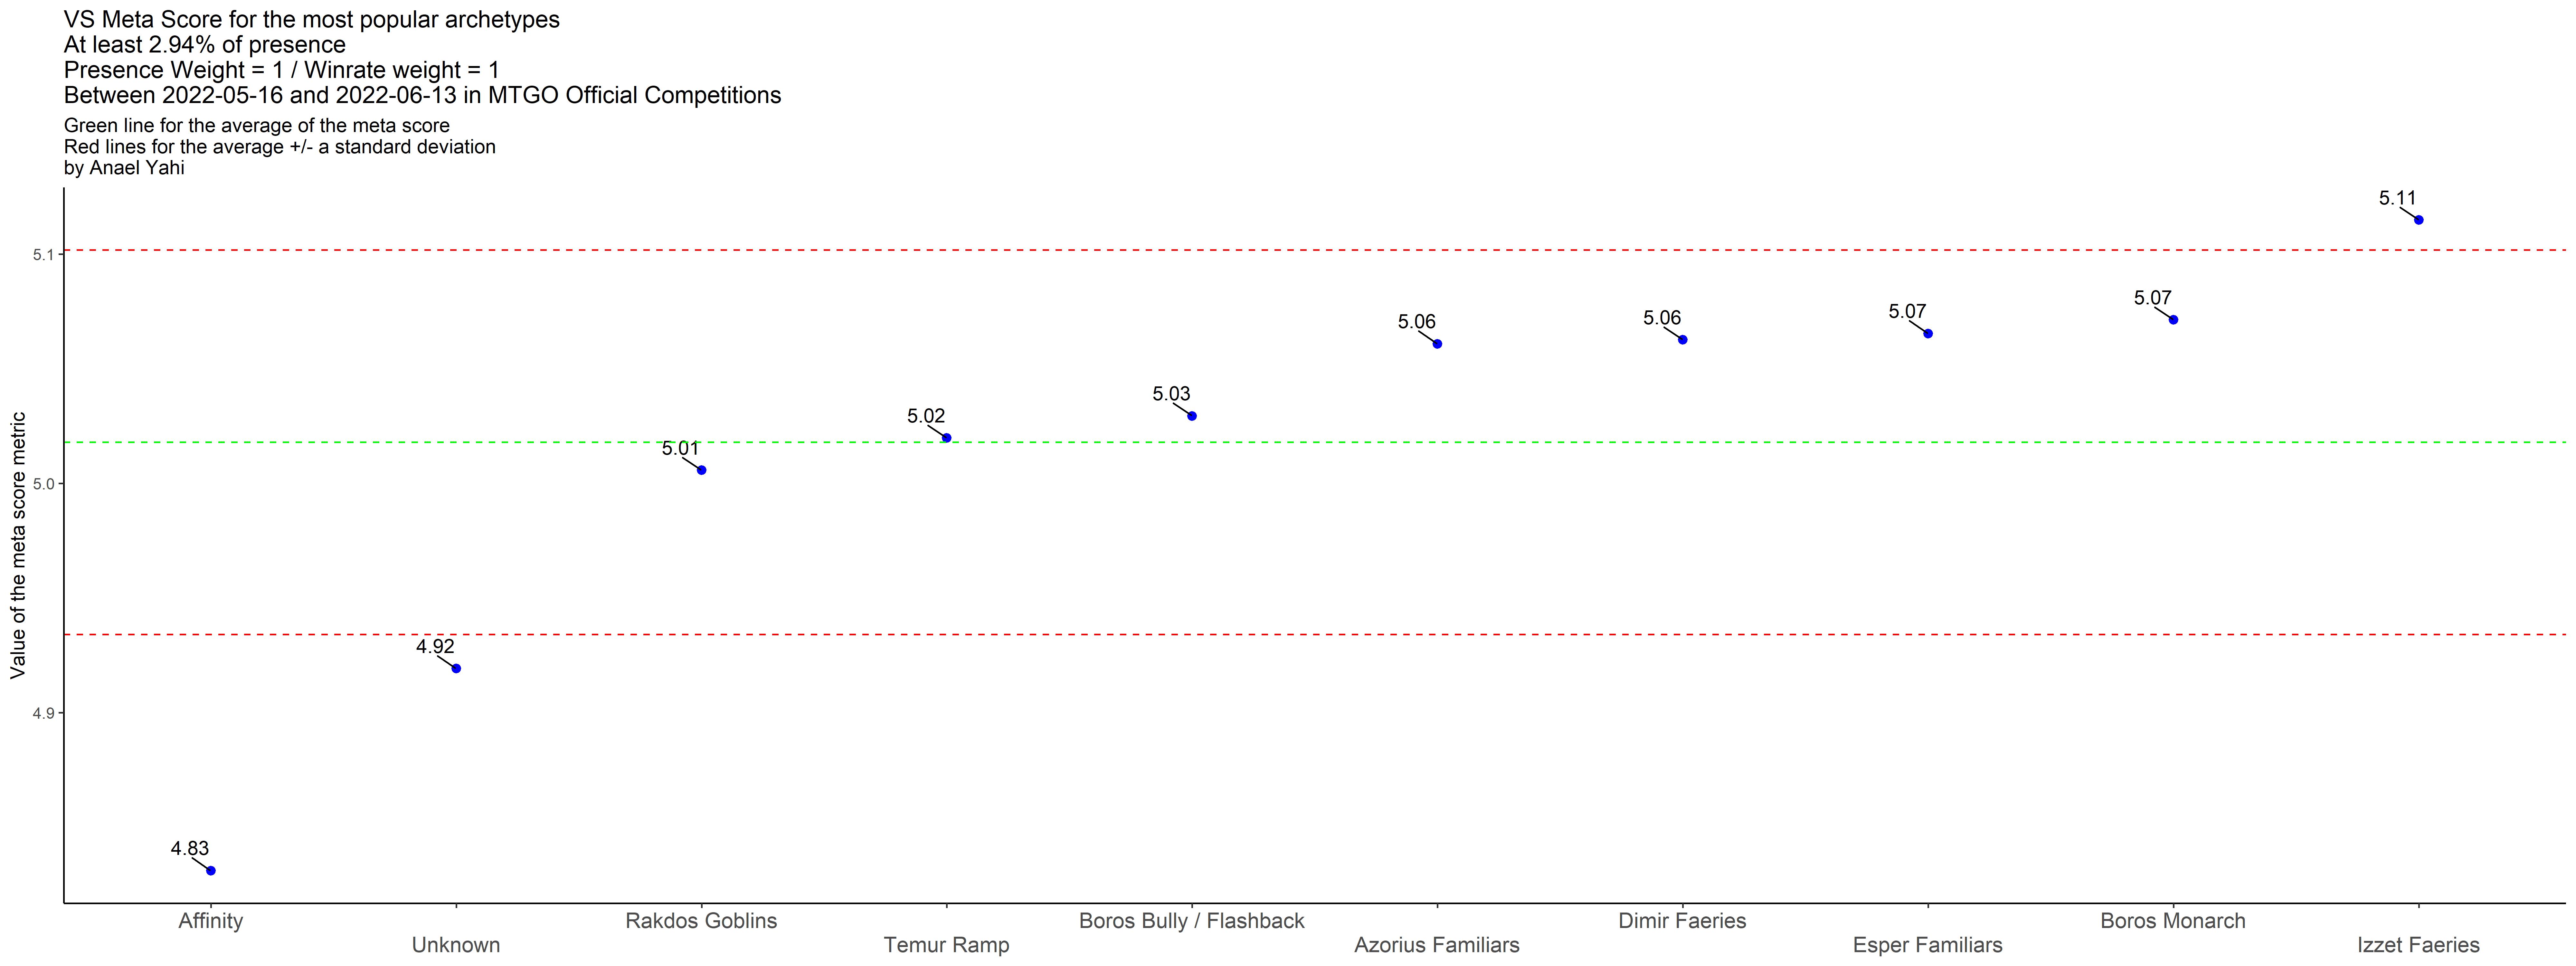 VS Meta Score for the most popular archetypes
At least 2.94% of presence
Presence Weight = 1 / Winrate weight = 1
Between 2022-05-16 and 2022-06-13 in MTGO Official Competitions
Green line for the average of the meta score
Red lines for the average +/- a standard deviation
by Anael Yahi
Value of the meta score metric
5.1
5.0
4.9
4.83
4.92
5.01
5.02
5.03
5.06
5.06
5.07
5.07
5.11
Affinity
Unknown
Rakdos Goblins
Temur Ramp
Boros Bully / Flashback
Azorius Familiars
Dimir Faeries
Esper Familiars
Boros Monarch
Izzet Faeries